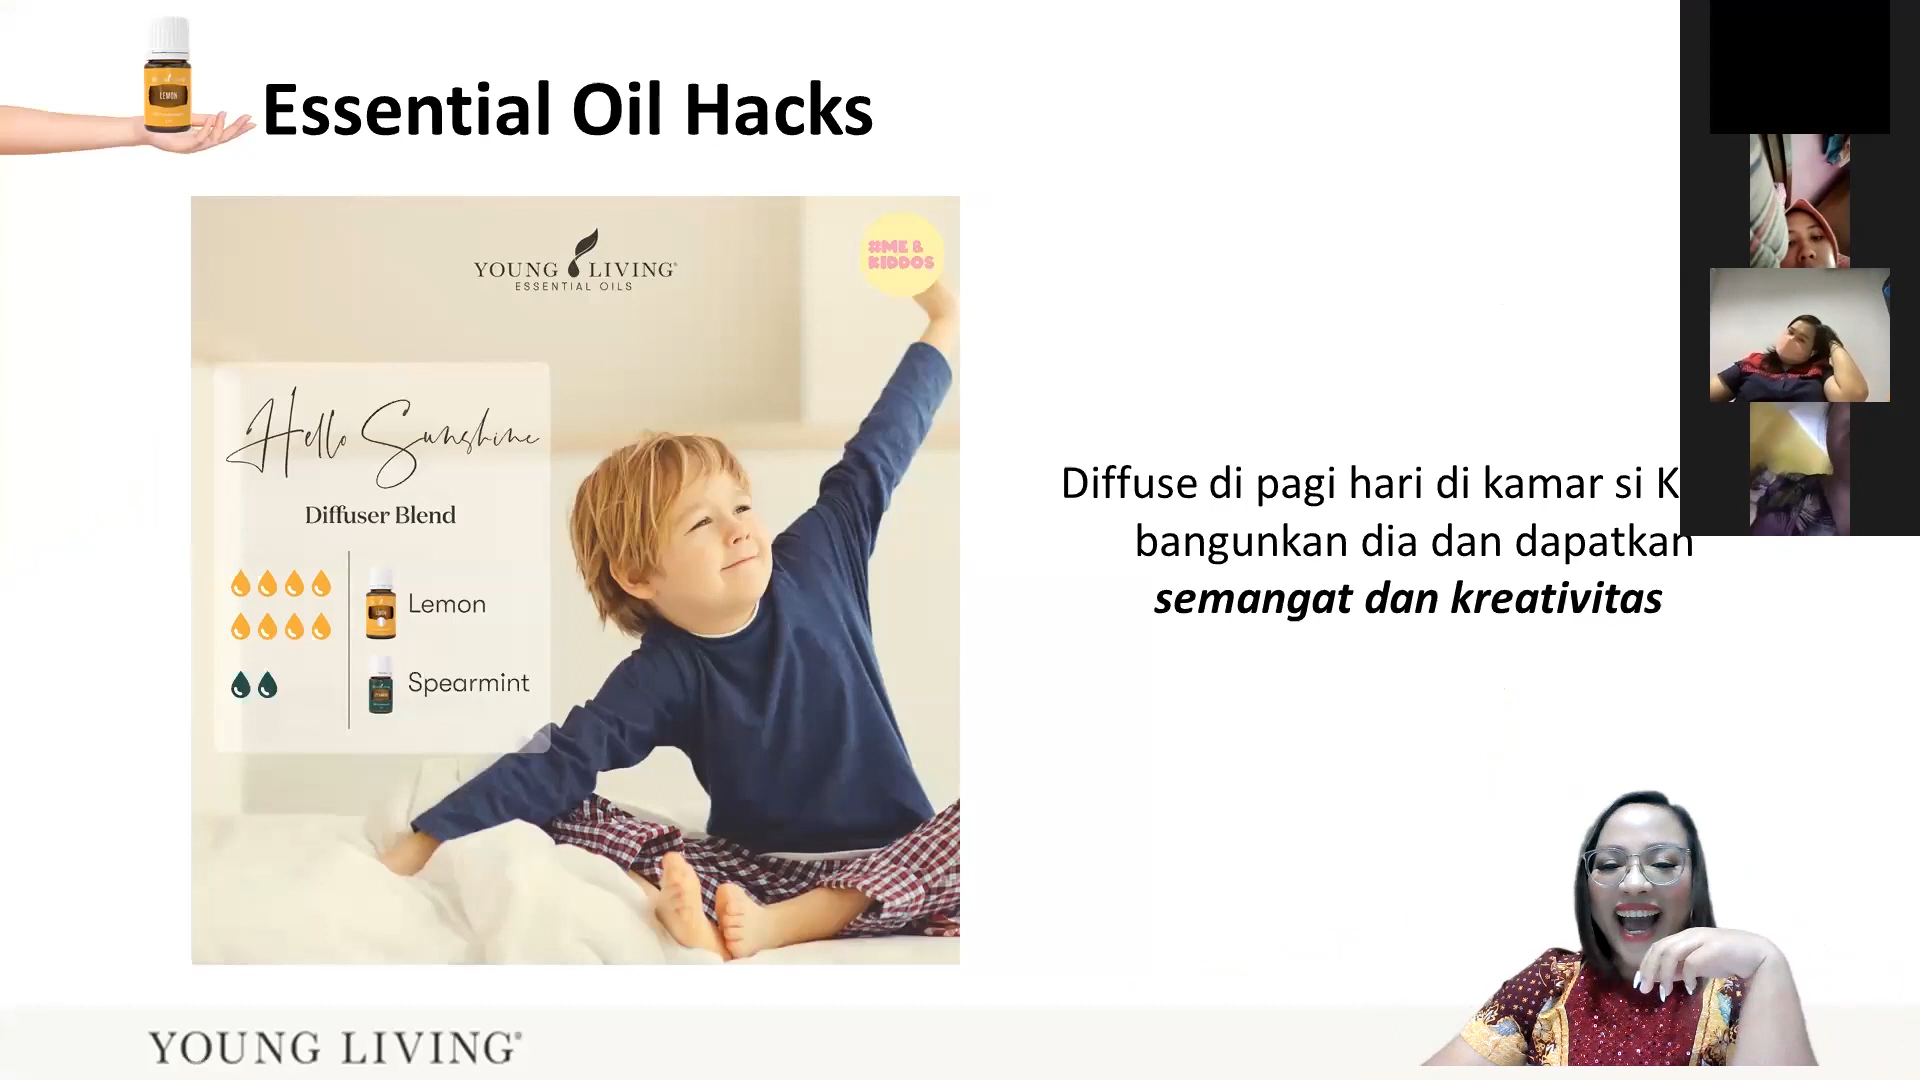 LEMON
Essential Oil Hacks
YOUNG LIVING
ESSENTIAL OILS
#ME &
KIDDOS
Hello Sunshine
Diffuser Blend
Lemon
Spearmint
Diffuse di pagi hari di kamar si K
bangunkan dia dan dapatkan
semangat dan kreativitas
YOUNG LIVING